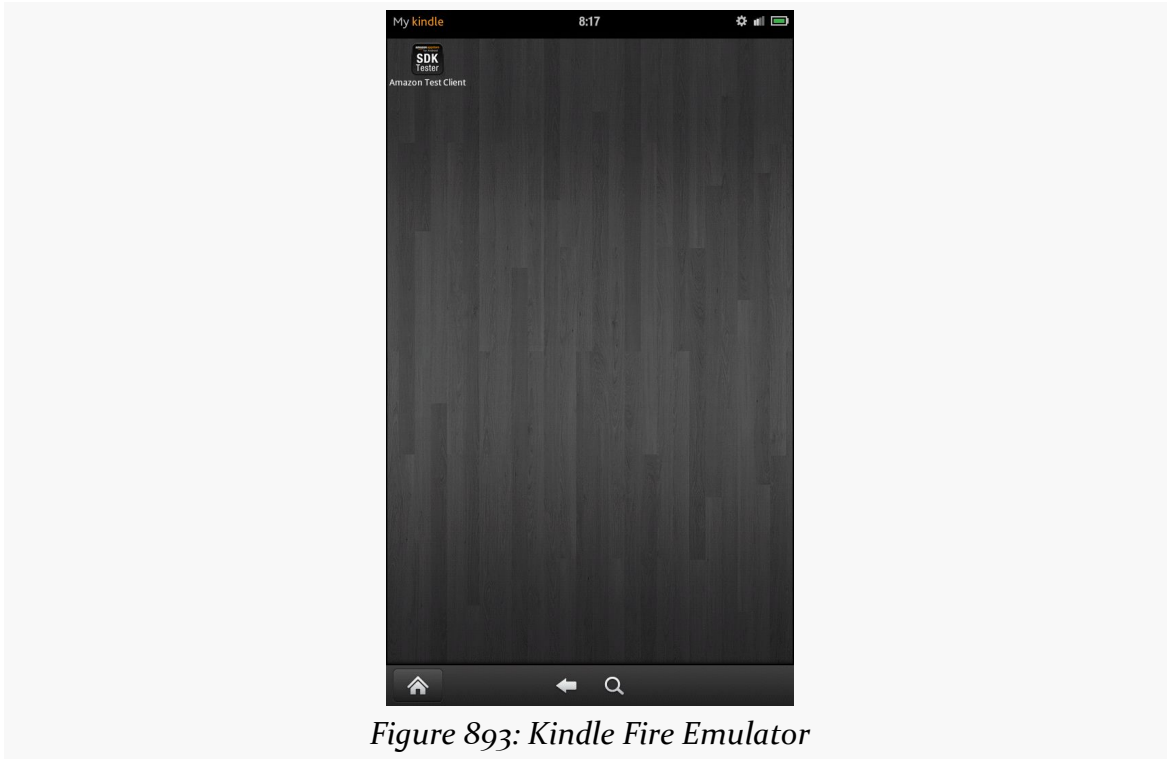 My kindle
8:17
SDK
Tester
Amazon Test Client
Figure 893: Kindle Fire Emulator